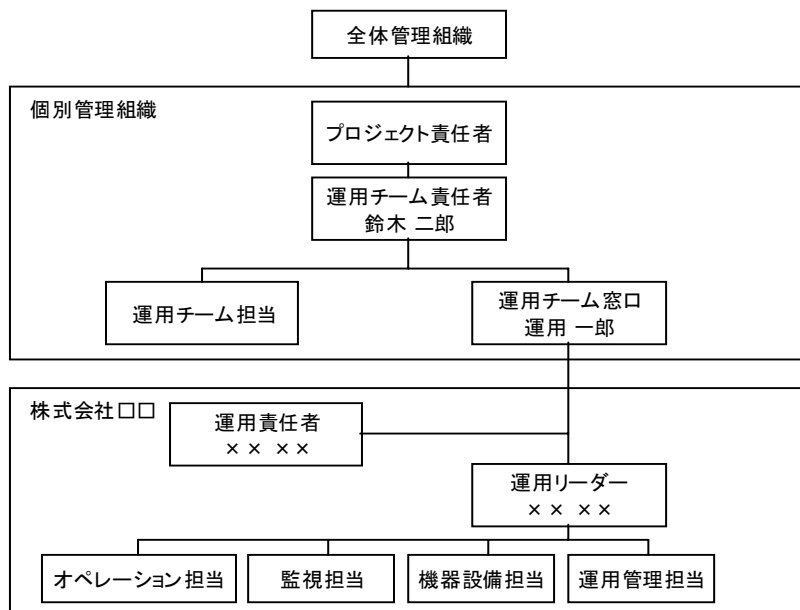 全体管理組織
個別管理組織
プロジェクト責任者
運用チーム責任者
鈴木 二郎
運用チーム担当
運用チーム窓口
運用 一郎
株式会社□□
運用責任者
×× ××
運用リーダー
×× ××
オペレーション担当
監視担当
機器設備担当
運用管理担当